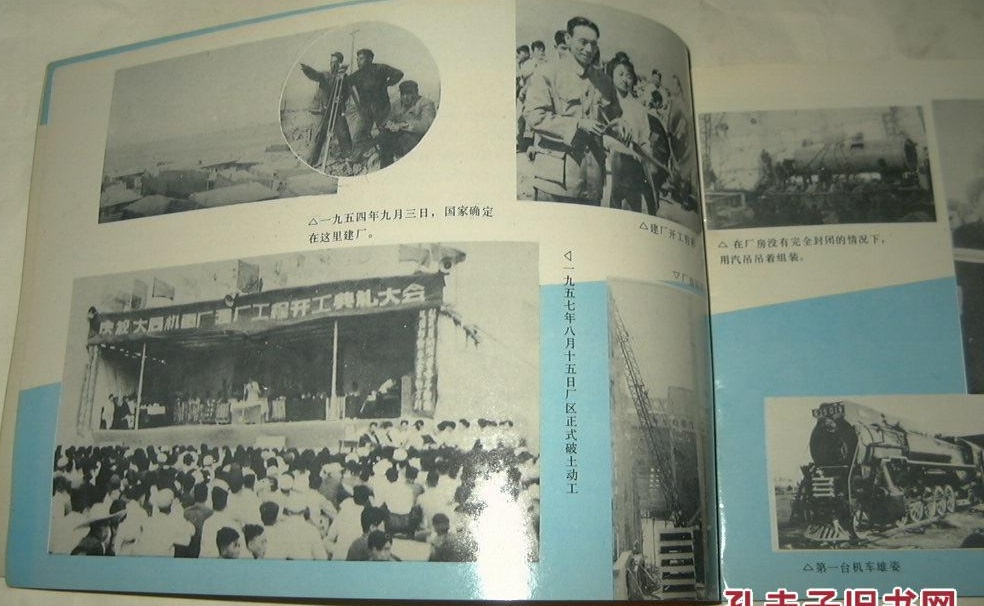 △一九五四年九月三日，国家确定
在这里建厂。
庆祝大同机车厂建厂工程开工典礼大会
△一九五七年八月十五日厂区正式破土动工
△建厂开工
▽厂
△在厂房没有完全封闭的情况下，
用汽吊吊着组装。
△第一台机车雄姿
孔夫子旧书网